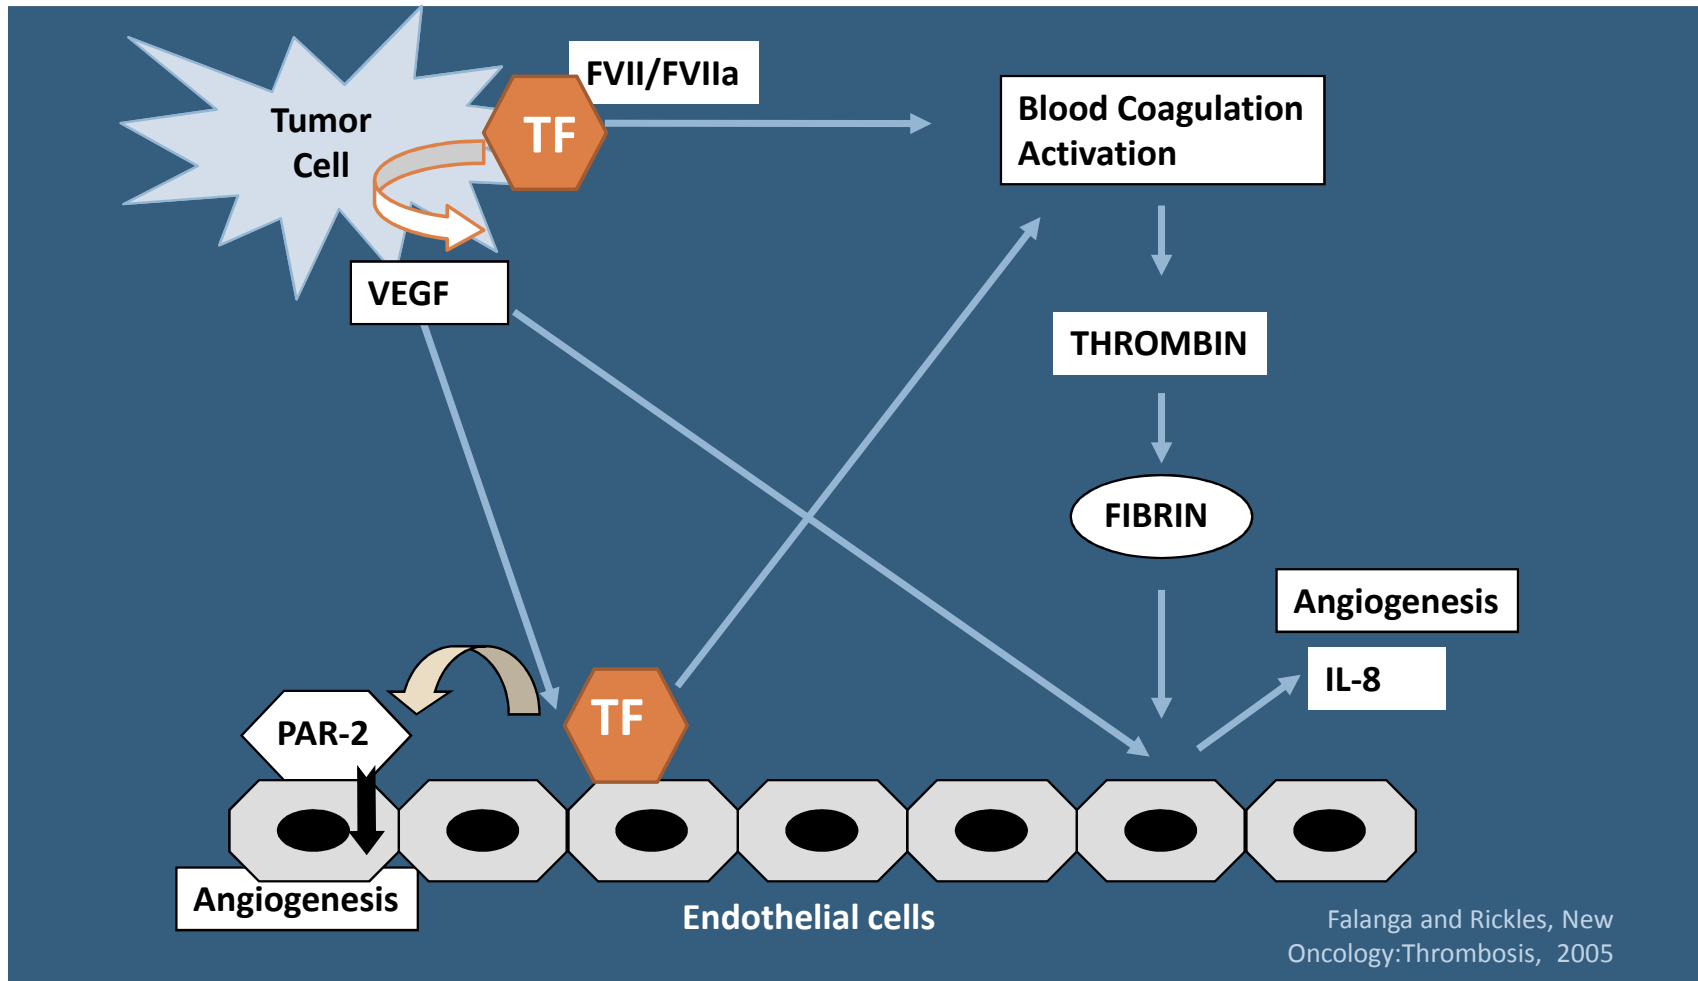 FVII/FVIIa
Tumor
Cell
TF
Blood Coagulation
Activation
VEGF
THROMBIN
FIBRIN
Angiogenesis
IL-8
TF
PAR-2
Angiogenesis
Endothelial cells
Falanga and Rickles, New
Oncology:Thrombosis,  2005